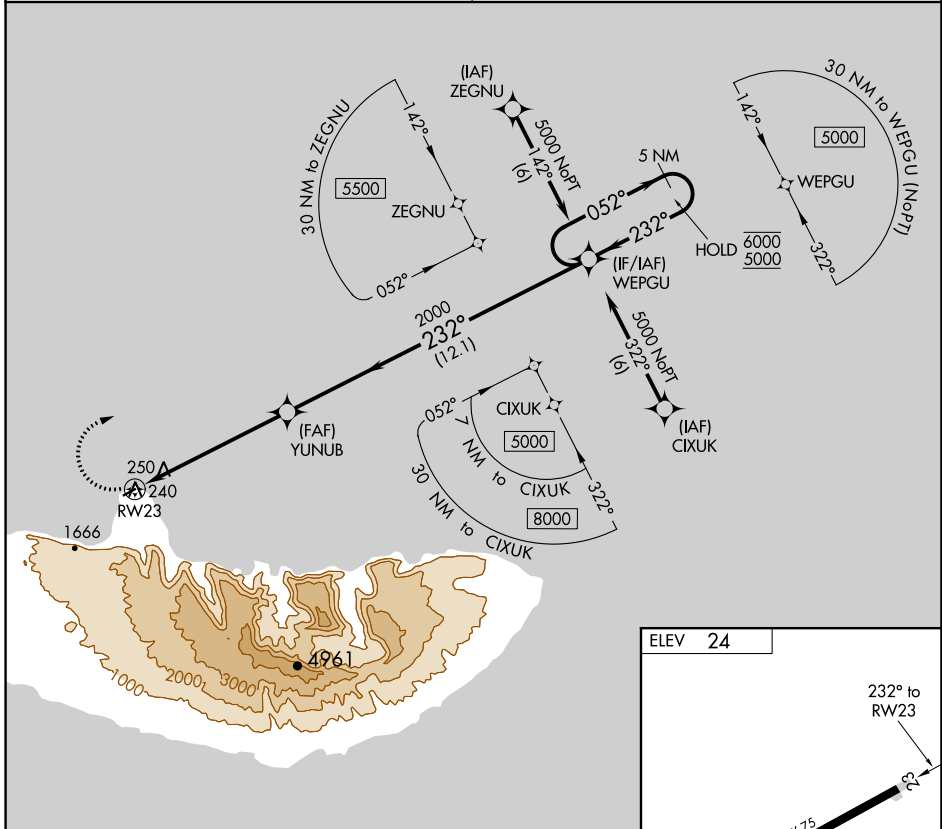 (IAF)
ZEGNU
5000 NoPT
142°
(6)
30 NM to ZEGNU
5500
142°
ZEGNU
052°
30 NM to WEPGU (NoPT)
5000
142°
WEPGU
322°
5 NM
052°
232°
HOLD 6000
5000
(IF/IAF)
WEPGU
2000
232°
(12.1)
5000 NoPT
322°
(6)
(IAF)
CIXUK
052°
CIXUK
5000
NM to CIXUK
8000
30 NM to CIXUK
322°
(FAF)
YUNUB
250
240
RW23
1666
4961
1000
2000
3000
ELEV 24
232° to
RW23
23